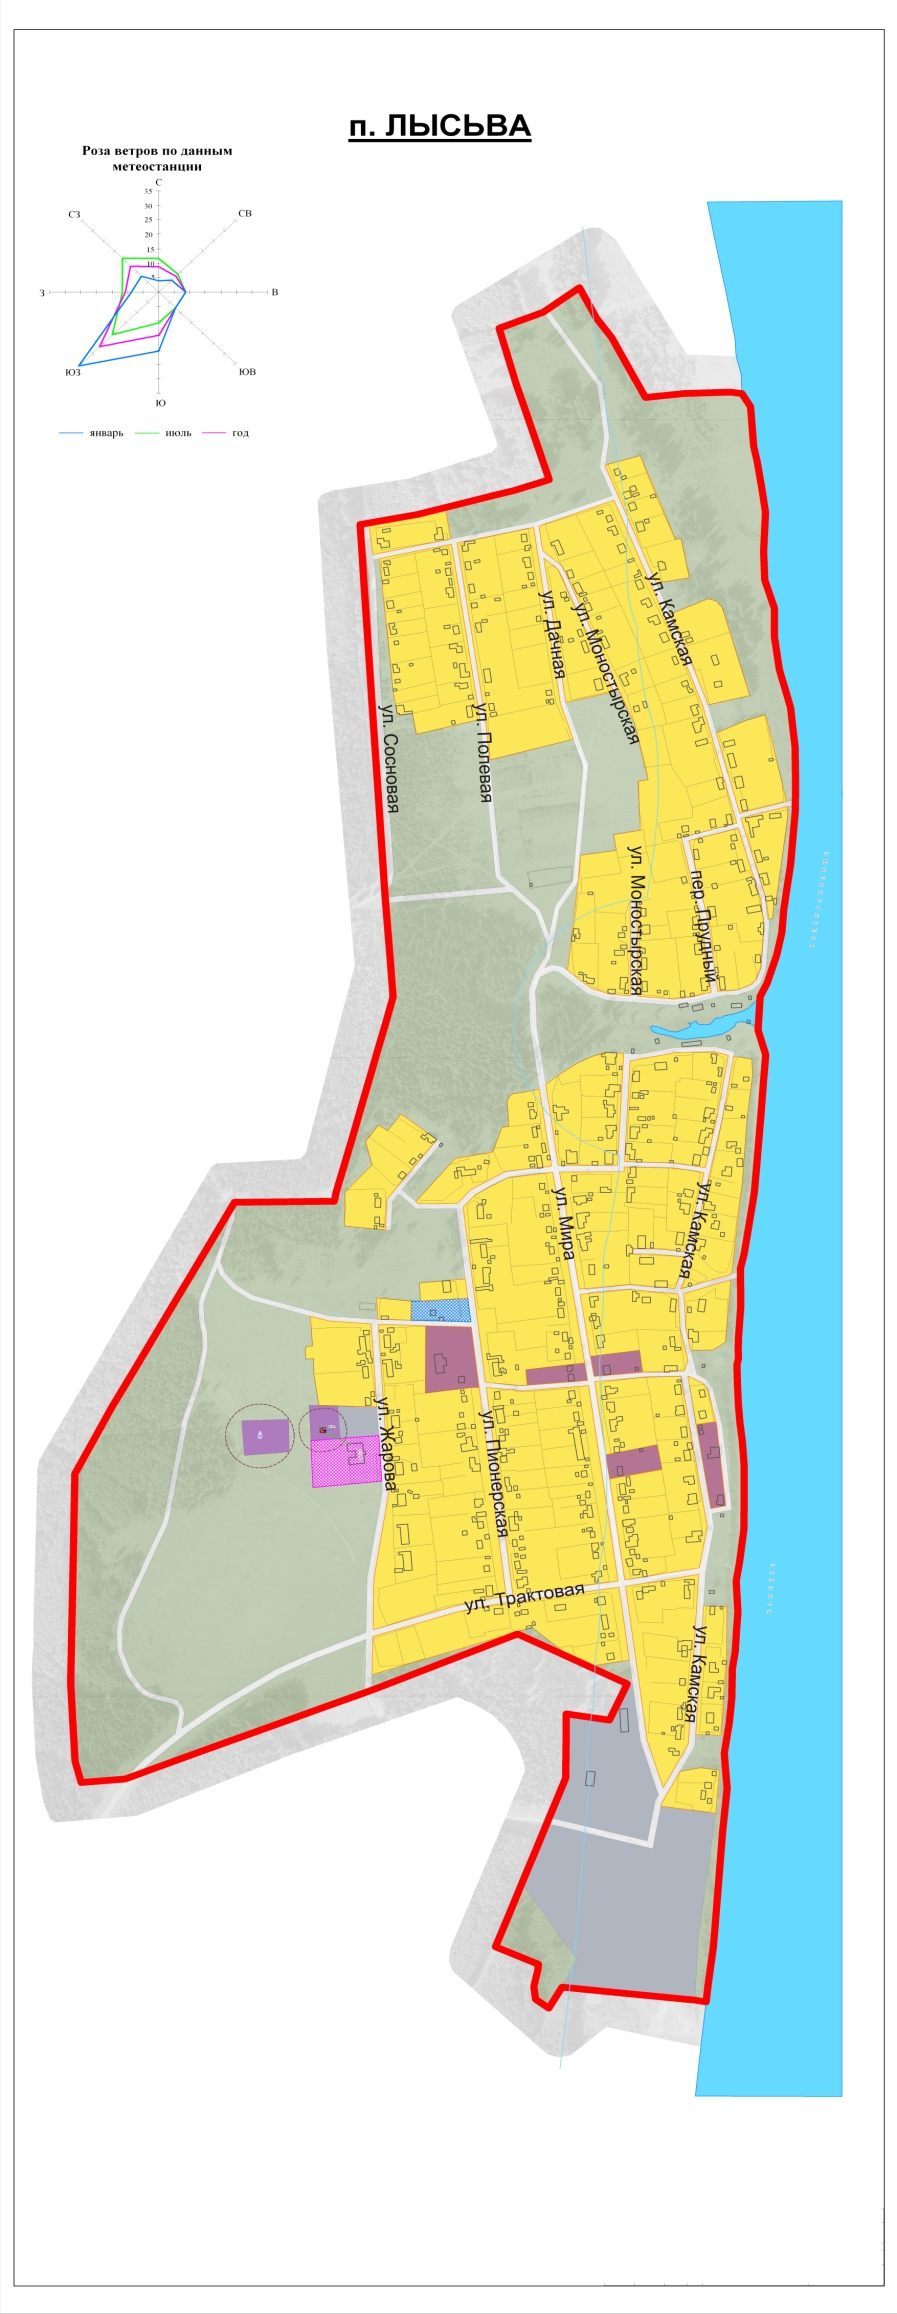 п. ЛЫСЬВА
Роза ветров по данным
метеостанции
С
35
30
25
20
15
10
5
СЗ
СВ
З
В
ЮЗ
ЮВ
Ю
январь
июль
год
ул. Камская
ул. Дачная
ул. Моностырская
ул. Сосновая
ул. Полевая
ул. Моностырская
пер. Прудный
ул. Мира
ул. Камская
ул. Жарова
ул. Пионерская
ул. Трактовая
ул. Камская